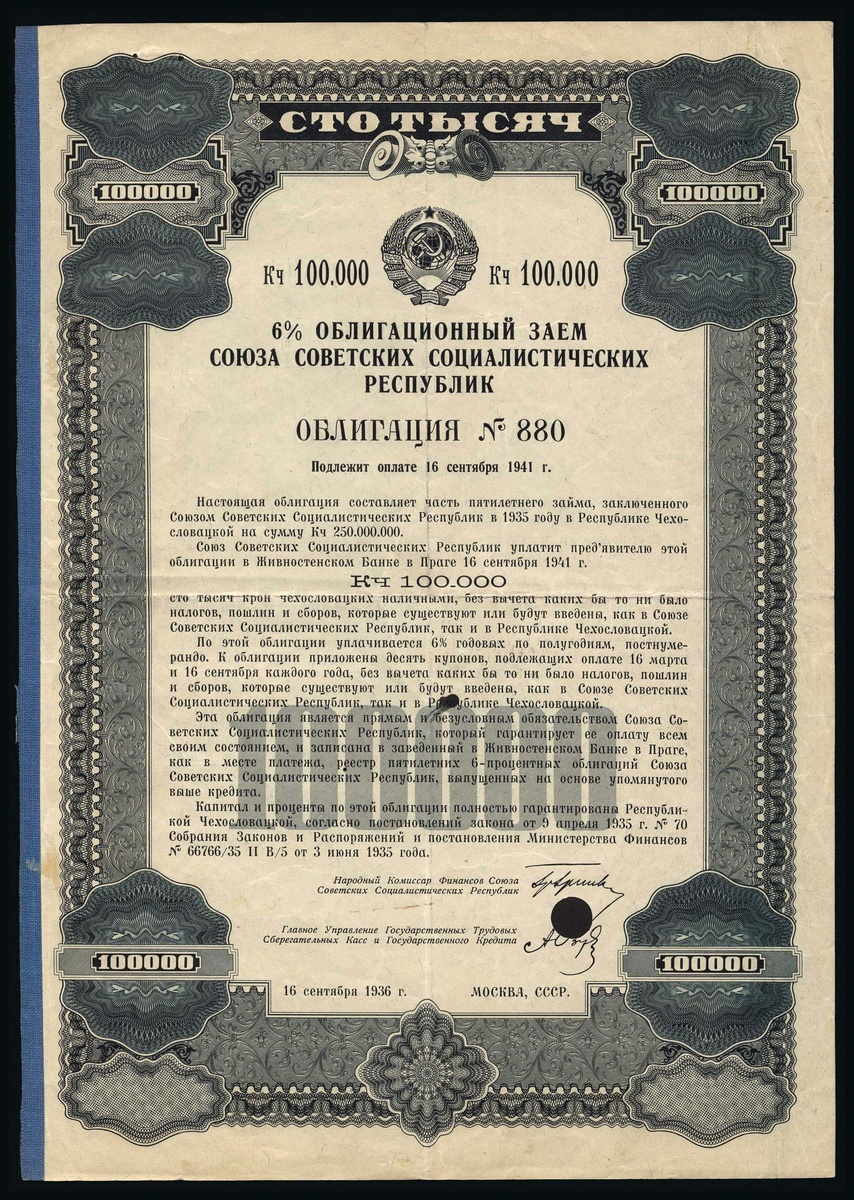 СТО ТЫСЯЧ
100000 100000
Кч 100.000 Кч 100.000
6% ОБЛИГАЦИОННЫЙ ЗАЕМ
СОЮЗА СОВЕТСКИХ СОЦИАЛИСТИЧЕСКИХ
РЕСПУБЛИК
ОБЛИГАЦИЯ № 880
Подлежит оплате 16 сентября 1941 г.
Настоящая облигация составляет часть пятилетнего займа, заключенного
Союзом Советских Социалистических Республик в 1935 году в Республике Чехо-
словацкой на сумму Кч 250.000.000.
Союз Советских Социалистических Республик уплатит пред'явителю этой
облигации в Живностенском Банке в Праге 16 сентября 1941 г.
КЧ 100.000
сто тысяч крон чехословацких наличными, без вычета каких бы то ни было
налогов, пошлин и сборов, которые существуют или будут введены, как в Союзе
Советских Социалистических Республик, так и в Республике Чехословацкой.
По этой облигации уплачивается 6% годовых по полугодиям, постнуме-
рандо. К облигации приложены десять купонов, подлежащих оплате 16 марта
и 16 сентября каждого года, без вычета каких бы то ни было налогов, пошлин
и сборов, которые существуют или будут введены, как в Союзе Советских
Социалистических Республик, так и в Республике Чехословацкой.
Эта облигация является прямым и безусловным обязательством Союза Со-
ветских Социалистических Республик, который гарантирует ее оплату всем
своим состоянием, и записана в заведенный в Живностенском Банке в Праге,
как в месте платежа, реестр пятилетних 6-процентных облигаций Союза
Советских Социалистических Республик, выпущенных на основе упомянутого
выше кредита.
Капитал и проценты по этой облигации полностью гарантированы Республи-
кой Чехословацкой, согласно постановлений закона от 9 апреля 1935 г. № 70
Собрания Законов и Распоряжений и постановления Министерства Финансов
№ 66766/35 II В/5 от 3 июня 1935 года.
Народный Комиссар Финансов Союза
Советских Социалистических Республик
Главное Управление Государственных Трудовых
Сберегательных Касс и Государственного Кредита
100000 100000
16 сентября 1936 г. МОСКВА, СССР.